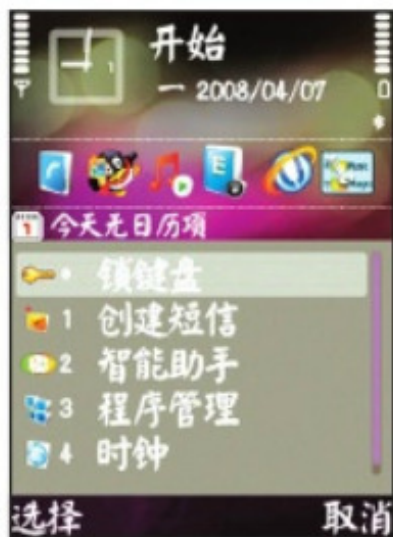 开始
一 2008/04/07
今天无日历项
* 锁键盘
1 创建短信
2 智能助手
3 程序管理
4 时钟
选择 取消